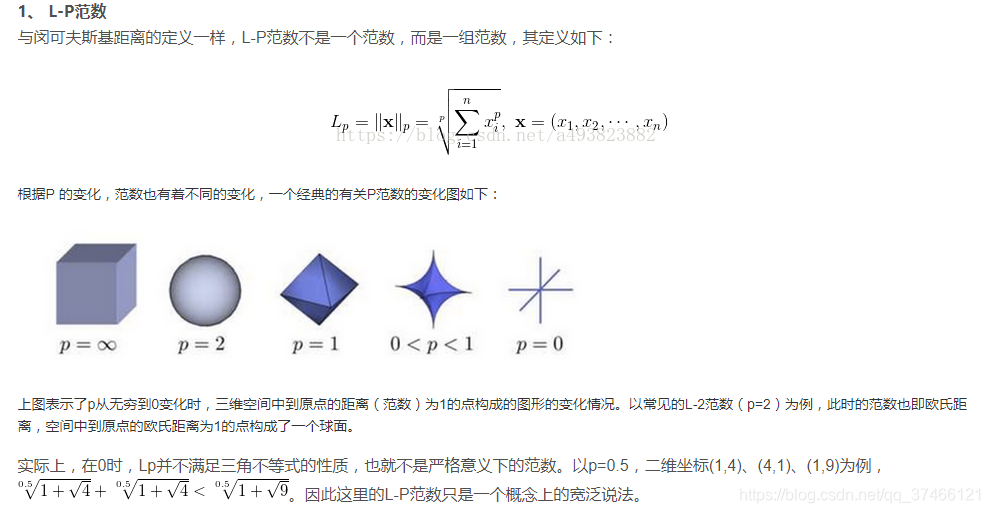 1、 L-P范数
与闵可夫斯基距离的定义一样，L-P范数不是一个范数，而是一组范数，其定义如下：
L_p = ‖x‖_p = \sqrt[p]{\sum_{i=1}^{n} x_i^p}, x = (x_1, x_2, ⋯, x_n)
https://blog.csdn.net/a493823882
根据P 的变化，范数也有着不同的变化，一个经典的有关P范数的变化图如下：
p = ∞ p = 2 p = 1 0 < p < 1 p = 0
上图表示了p从无穷到0变化时，三维空间中到原点的距离（范数）为1的点构成的图形的变化情况。以常见的L-2范数（p=2）为例，此时的范数也即欧氏距
离，空间中到原点的欧氏距离为1的点构成了一个球面。
实际上，在0时，Lp并不满足三角不等式的性质，也就不是严格意义下的范数。以p=0.5，二维坐标(1,4)、(4,1)、(1,9)为例，
\sqrt[0.5]{1+\sqrt{4}} + \sqrt[0.5]{1+\sqrt{4}} < \sqrt[0.5]{1+\sqrt{9}}。因此这里的L-P范数只是一个概念上的宽泛说法。
https://blog.csdn.net/qq_37466121